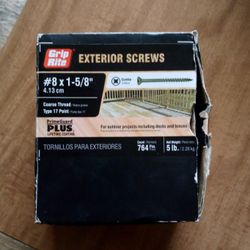 Grip Rite
EXTERIOR SCREWS
#8 x 1-5/8"
4.13 cm
Coarse Thread
Type 17 Point
PrimeGuard
PLUS
For outdoor projects including decks and fences
TORNILLOS PARA EXTERIORES
764
5 lb.